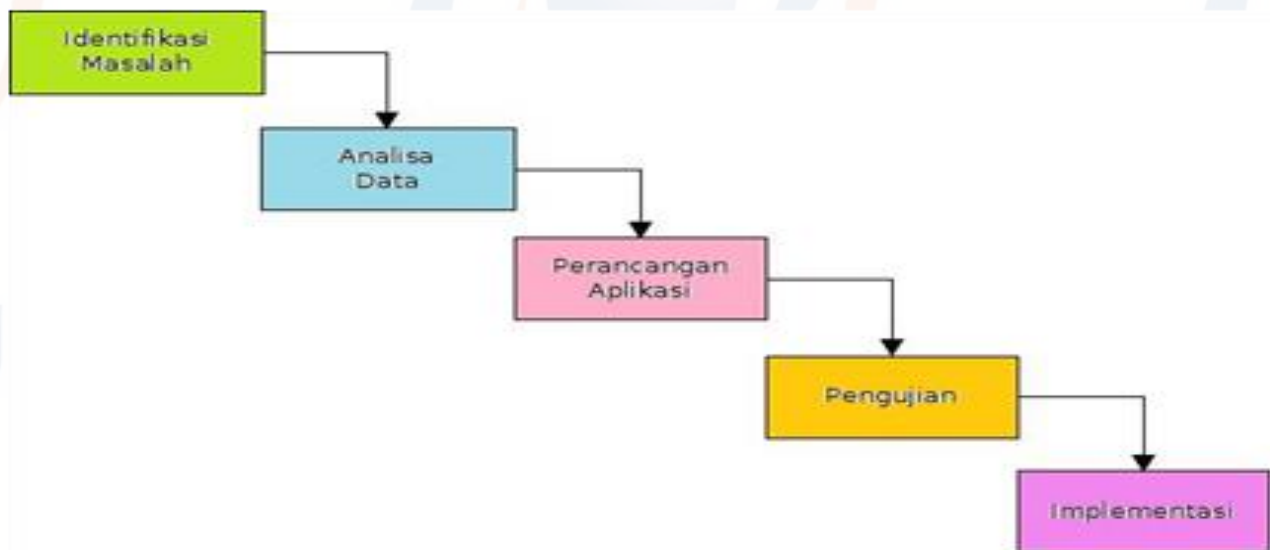 Identifikasi
Masalah
Analisa
Data
Perancangan
Aplikasi
Pengujian
Implementasi